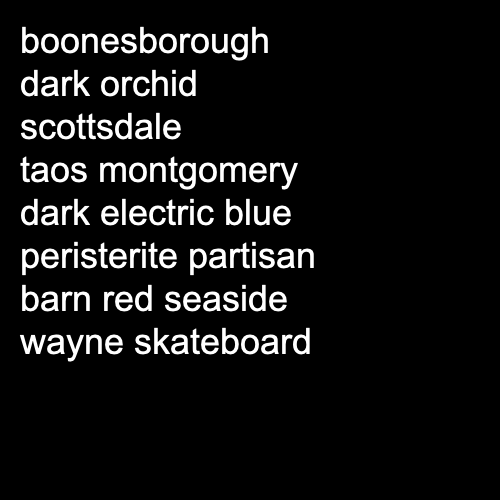 boonesborough
dark orchid
scottsdale
taos montgomery
dark electric blue
peristerite partisan
barn red seaside
wayne skateboard